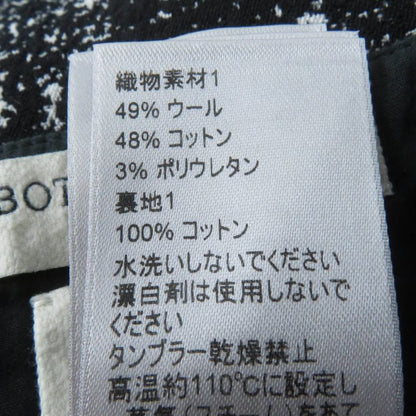 織物素材1
49% ウール
48% コットン
3% ポリウレタン
裏地1
100% コットン
水洗いしないでください
漂白剤は使用しないで
ください
タンブラー乾燥禁止
高温約110℃に設定し
BOT